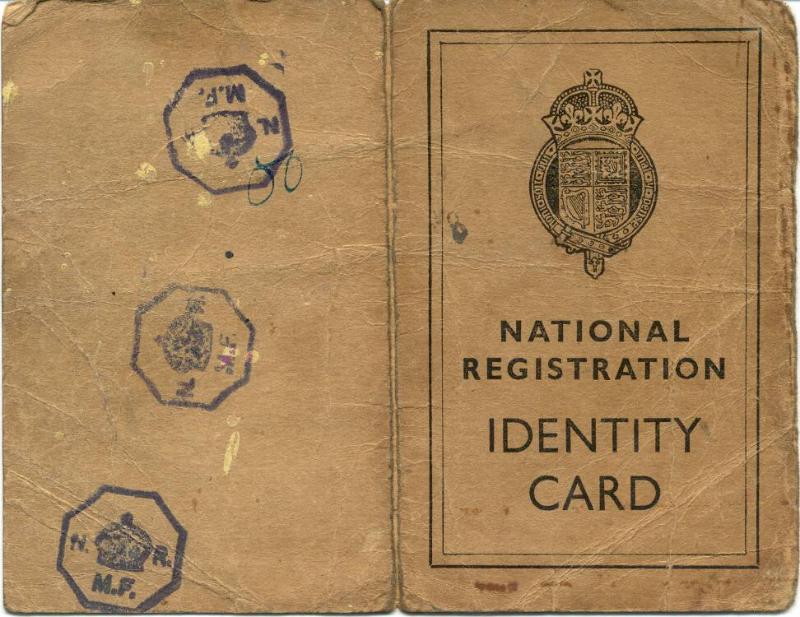 N.
M.F.
N.
M.F.
N. R.
M.F.
NATIONAL
REGISTRATION
IDENTITY
CARD